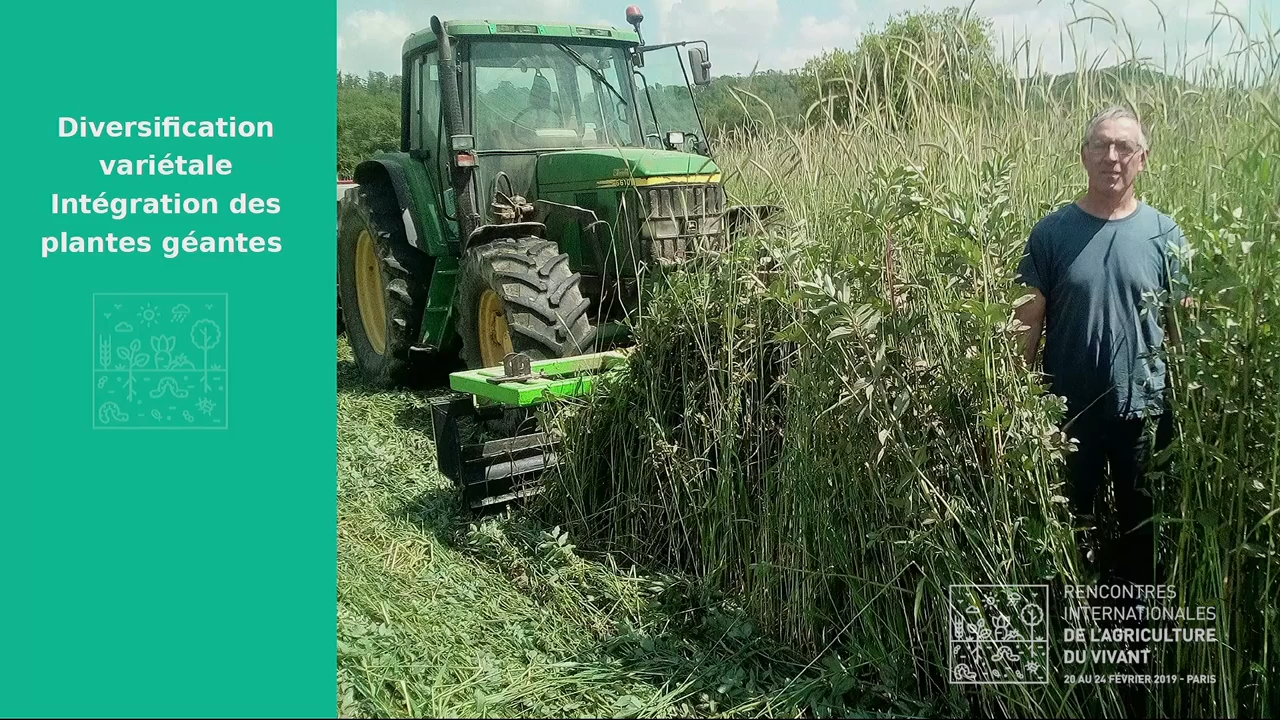 Diversification
variétale
Intégration des
plantes géantes
RENCONTRES
INTERNATIONALES
DE L'AGRICULTURE
DU VIVANT
20 AU 24 FÉVRIER 2019 - PARIS